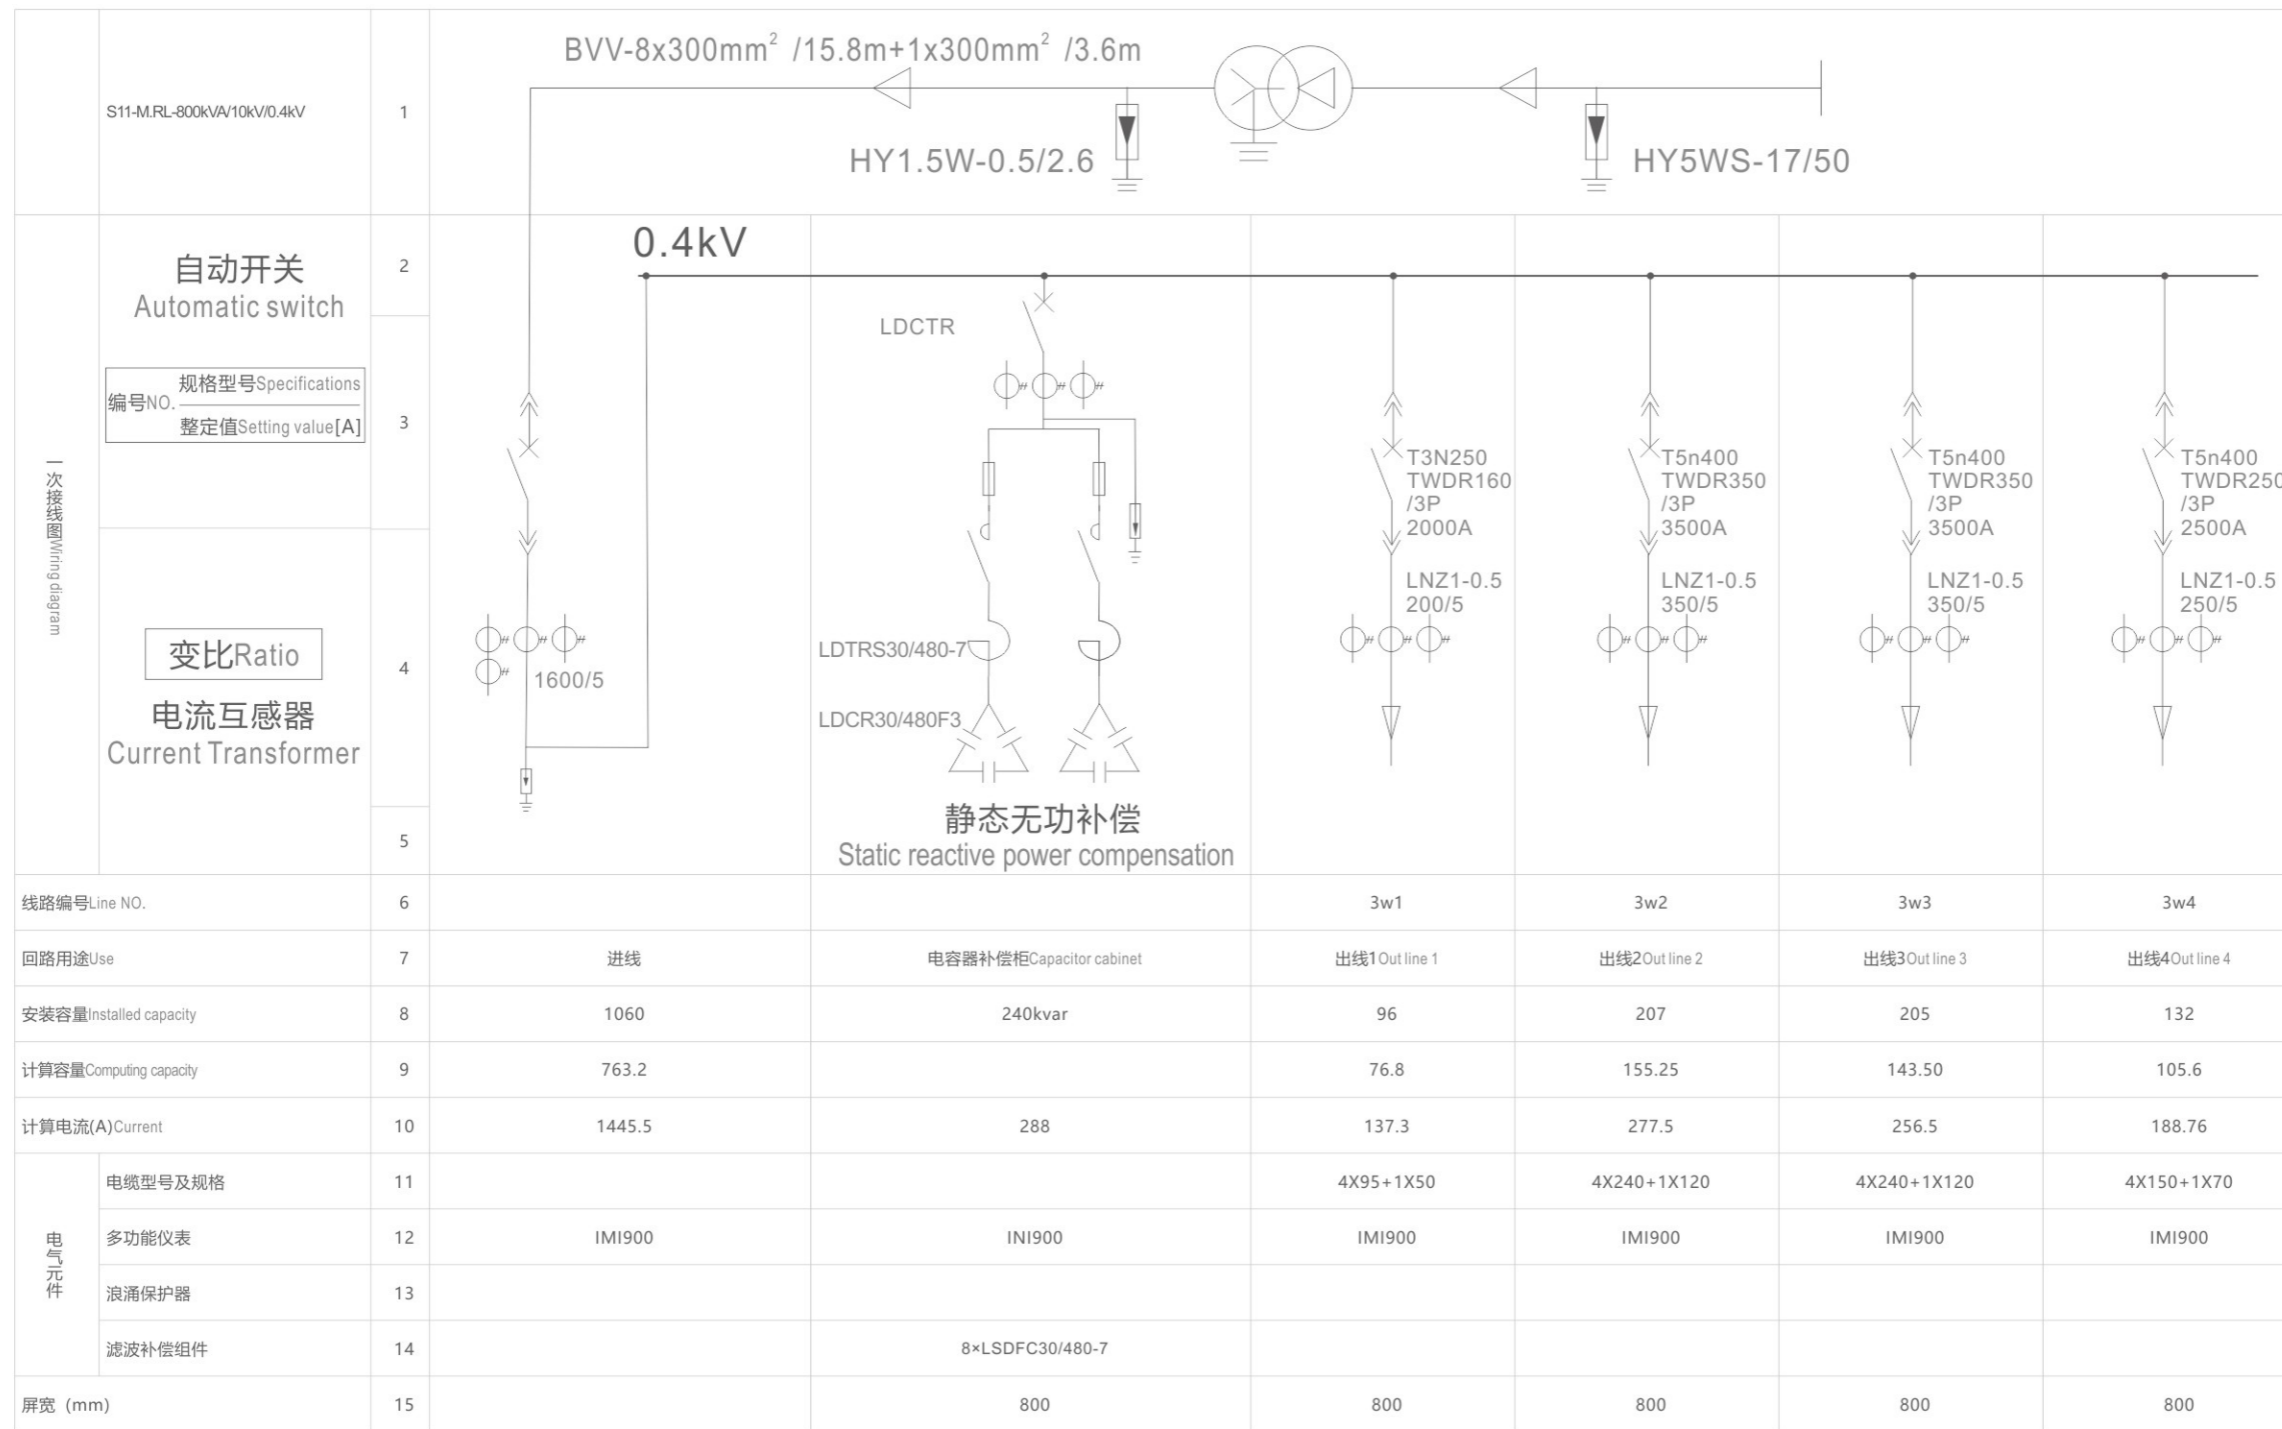 BVV-8x300mm² /15.8m+1x300mm² /3.6m
S11-M.RL-800kVA/10kV/0.4kV
1
HY1.5W-0.5/2.6
HY5WS-17/50
一次接线图Wiring diagram
自动开关
Automatic switch
2
0.4kV
LDCTR
编号NO.
规格型号Specifications
整定值Setting value[A]
3
T3N250
TWDR160
/3P
2000A
T5n400
TWDR350
/3P
3500A
T5n400
TWDR350
/3P
3500A
T5n400
TWDR250
/3P
2500A
LNZ1-0.5
200/5
LNZ1-0.5
350/5
LNZ1-0.5
350/5
LNZ1-0.5
250/5
变比Ratio
电流互感器
Current Transformer
4
1600/5
LDTRS30/480-7
LDCR30/480F3
静态无功补偿
Static reactive power compensation
5
线路编号Line NO. 6 3w1 3w2 3w3 3w4
回路用途Use 7 进线 电容器补偿柜Capacitor cabinet 出线1Out line 1 出线2Out line 2 出线3Out line 3 出线4Out line 4
安装容量Installed capacity 8 1060 240kvar 96 207 205 132
计算容量Computing capacity 9 763.2 76.8 155.25 143.50 105.6
计算电流(A)Current 10 1445.5 288 137.3 277.5 256.5 188.76
电气元件
电缆型号及规格 11 4X95+1X50 4X240+1X120 4X240+1X120 4X150+1X70
多功能仪表 12 IMI900 INI900 IMI900 IMI900 IMI900 IMI900
浪涌保护器 13
滤波补偿组件 14 8×LSDFC30/480-7
屏宽（mm） 15 800 800 800 800 800